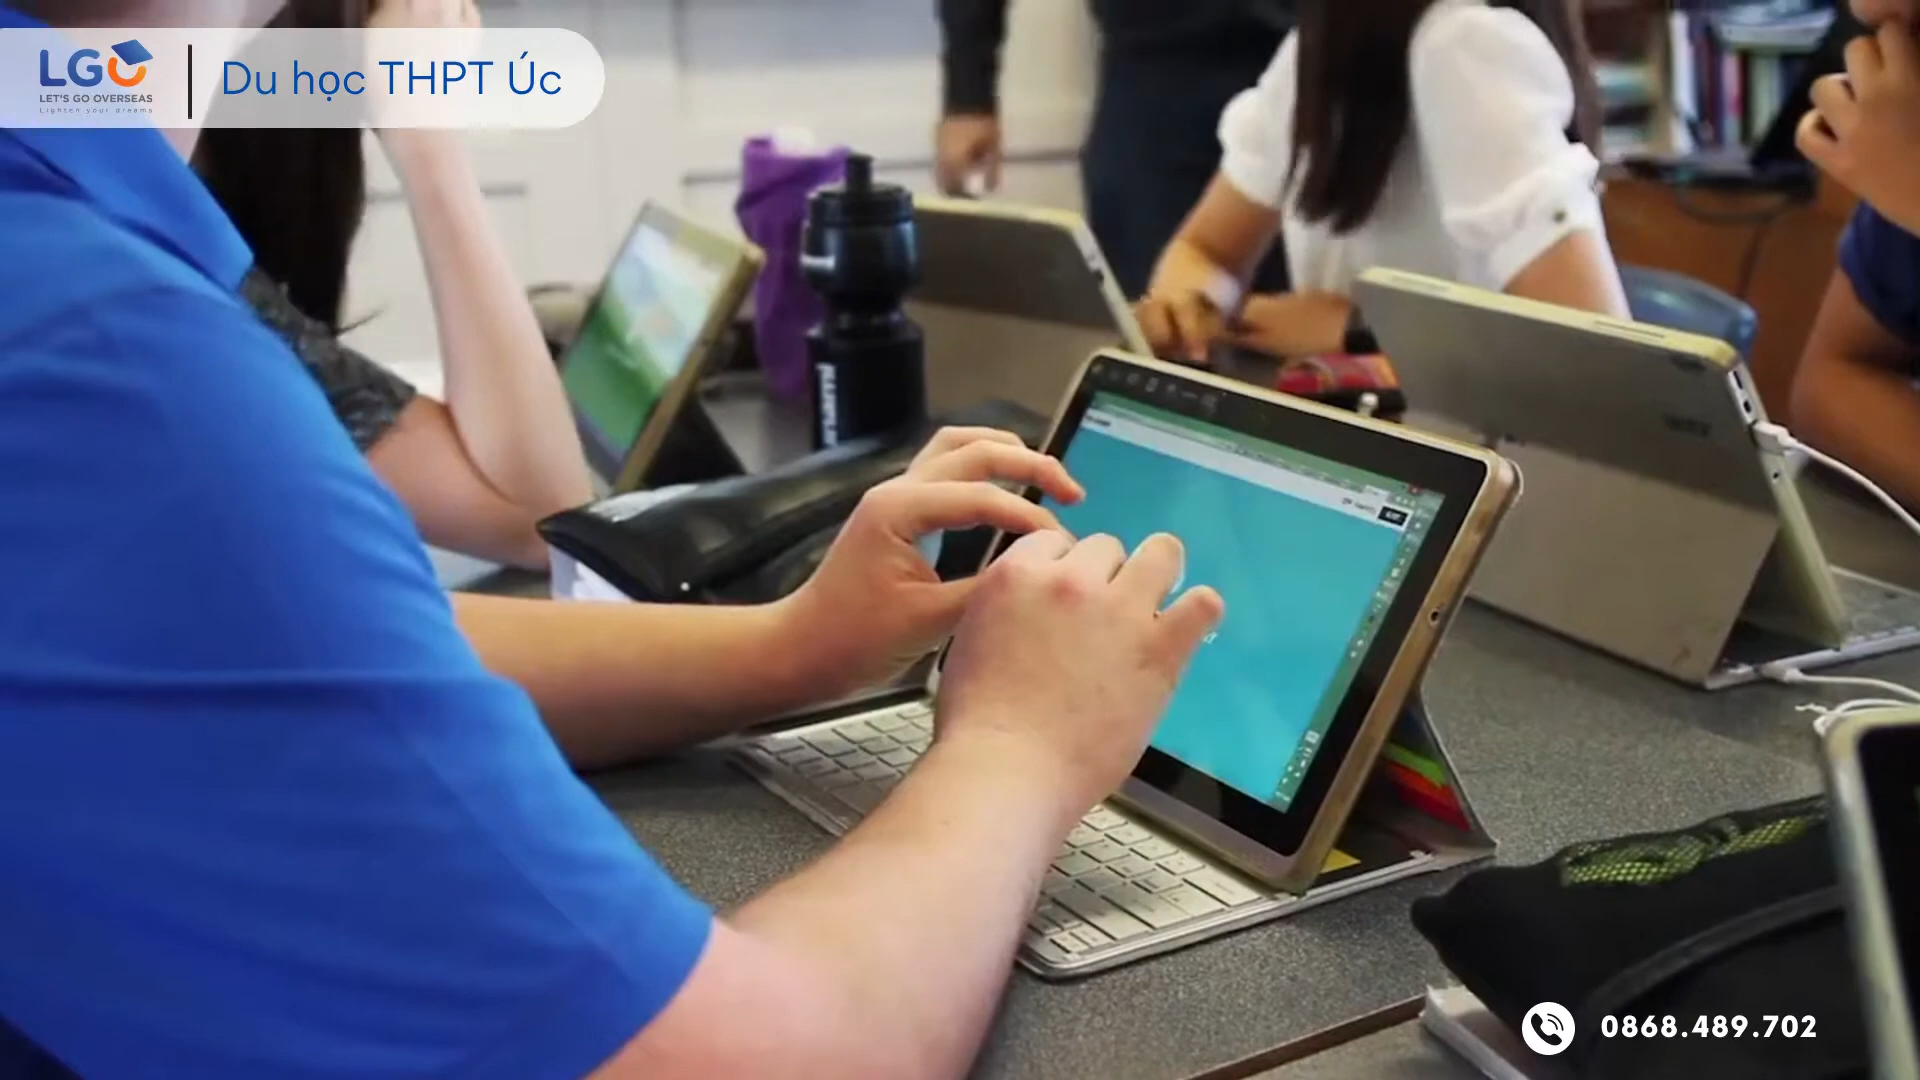 LGO
LET'S GO OVERSEAS
Lighten your dreams
Du học THPT Úc
0868.489.702